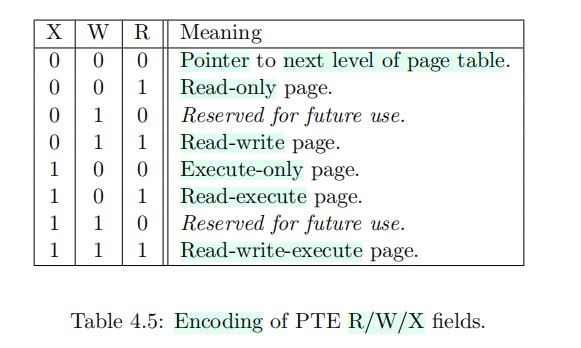 X W R Meaning
0 0 0 Pointer to next level of page table.
0 0 1 Read-only page.
0 1 0 Reserved for future use.
0 1 1 Read-write page.
1 0 0 Execute-only page.
1 0 1 Read-execute page.
1 1 0 Reserved for future use.
1 1 1 Read-write-execute page.
Table 4.5: Encoding of PTE R/W/X fields.